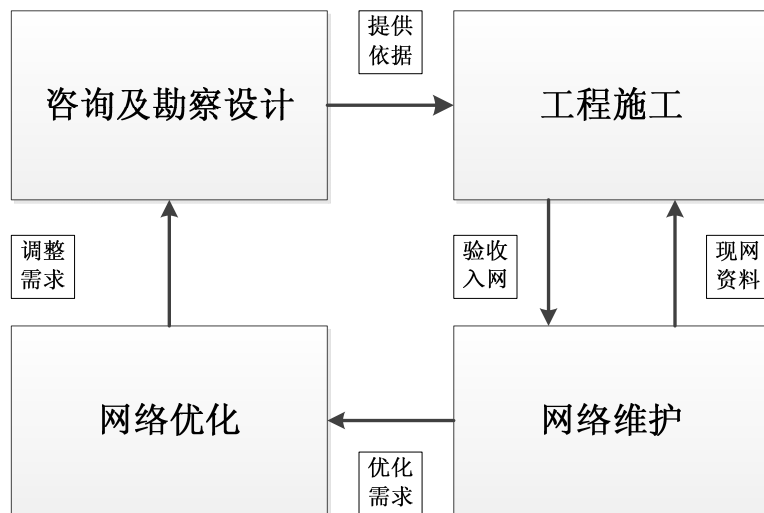 提供
依据
咨询及勘察设计
工程施工
调整
需求
验收
入网
现网
资料
网络优化
网络维护
优化
需求